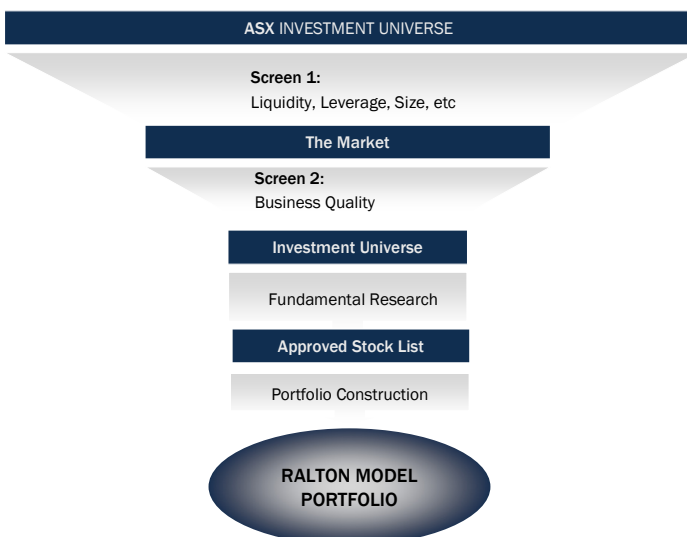 ASX INVESTMENT UNIVERSE
Screen 1:
Liquidity, Leverage, Size, etc
The Market
Screen 2:
Business Quality
Investment Universe
Fundamental Research
Approved Stock List
Portfolio Construction
RALTON MODEL
PORTFOLIO